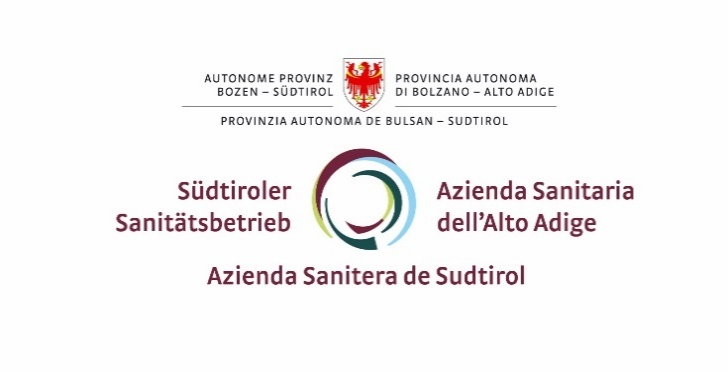 AUTONOME PROVINZ
BOZEN – SÜDTIROL
PROVINCIA AUTONOMA
DI BOLZANO – ALTO ADIGE
PROVINZIA AUTONOMA DE BULSAN – SUDTIROL
Südtiroler
Sanitätsbetrieb
Azienda Sanitaria
dell'Alto Adige
Azienda Sanitera de Sudtirol